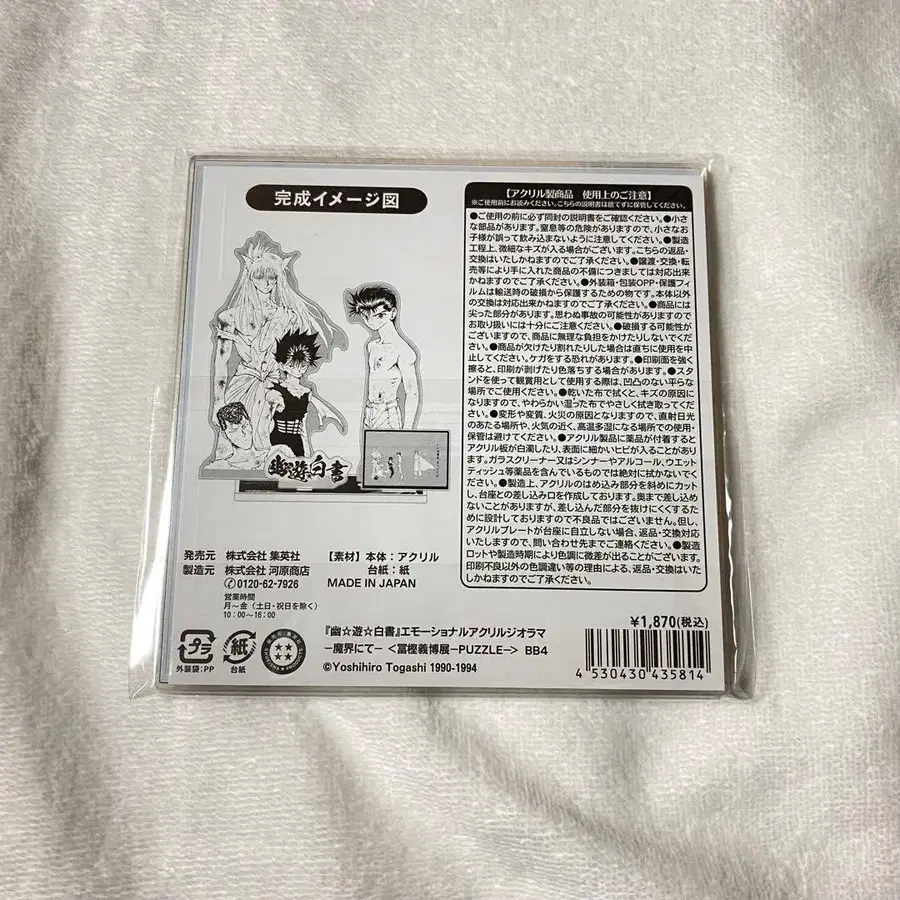 完成イメージ図
幽☆遊☆白書
発売元 株式会社 集英社
製造元 株式会社 河原商店
0120-62-7926
営業時間
月〜金（土日・祝日を除く）
10:00〜16:00
【素材】本体：アクリル
台紙：紙
MADE IN JAPAN
プラ
外装袋：PP
紙
台紙
【アクリル製商品 使用上のご注意】
※ご使用前にお読みください。こちらの説明書は捨てずに保管してください。
●ご使用の前に必ず同封の説明書をご確認ください。●小さ
な部品があります。窒息等の危険がありますので、小さなお
子様が誤って飲み込まないように注意してください。●製造
工程上、微細なキズが入る場合がございます。こちらの返品・
交換はいたしかねますのでご了承ください。●譲渡・交換・転
売等により手に入れた商品の不備につきましては対応出来
かねますのでご了承ください。●外装箱・包装OPP・保護フィ
ルムは輸送時の破損から保護するための物です。本体以外
の交換は対応出来かねますのでご了承ください。●商品には
尖った部分があります。思わぬ事故の可能性がありますので
お取り扱いには十分にご注意ください。●破損する可能性が
ございますので、商品に無理な負担をかけたりしないでくださ
い。●商品が欠けたり割れたりした場合は直ちに使用を中
止してください。ケガをする恐れがあります。●印刷面を強く
擦ると、印刷が剥げたり色落ちする場合があります。●スタ
ンドを使って観賞用として使用する際は、凹凸のない平らな
場所でご使用ください。●乾いた布で拭くと、キズの原因に
なりますので、やわらかい湿った布でやさしく拭き取ってくださ
い。●変形や変質、火災の原因となりますので、直射日光
のあたる場所や、火気の近く、高温多湿になる場所での使用・
保管は避けてください。●アクリル製品に薬品が付着すると
アクリル板が白濁したり、表面に細かいヒビが入ることがござい
ます。ガラスクリーナー又はシンナーやアルコール、ウエット
ティッシュ等薬品を含んでいるものでは絶対に拭かないでく
ださい。●製造上、アクリルのはめ込み部分を斜めにカット
し、台座との差し込み口を作成しております。奥まで差し込め
ないことがありますが、差し込んだ部分を抜けにくくするた
めに設計しておりますので不良品ではございません。但し、
アクリルプレートが台座に自立しない場合、返品・交換対応
いたしますので、問い合わせ先までご連絡ください。●製造
ロットや製造時期により色調に微差が出ることがございます。
印刷不良以外の色調違い等の理由による、返品・交換はいた
しかねますのでご了承ください。
¥1,870(税込)
『幽☆遊☆白書』エモーショナルアクリルジオラマ
－魔界にて－ ＜冨樫義博展－PUZZLE－＞ BB4
©Yoshihiro Togashi 1990-1994
4 530430 435814